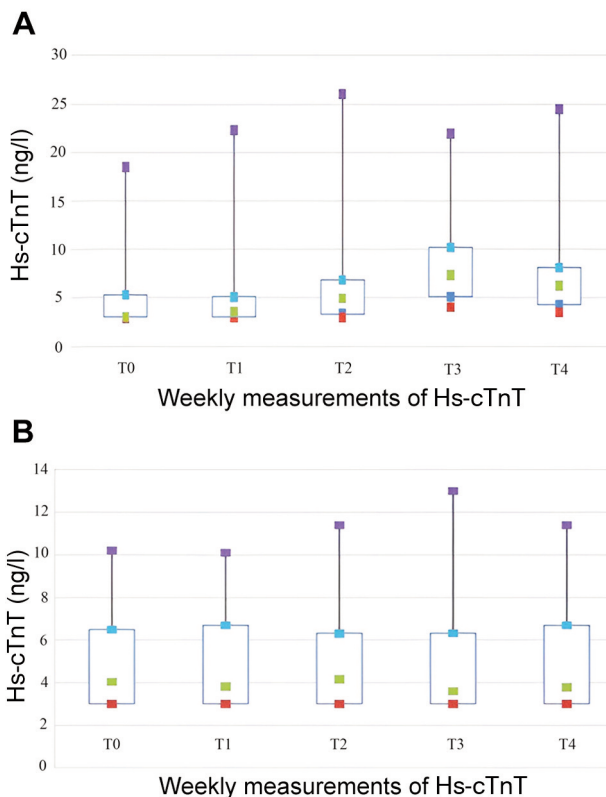 A
30
25
20
15
10
5
0
Hs-cTnT (ng/l)
T0 T1 T2 T3 T4
Weekly measurements of Hs-cTnT
B
14
12
10
8
6
4
2
0
Hs-cTnT (ng/l)
T0 T1 T2 T3 T4
Weekly measurements of Hs-cTnT